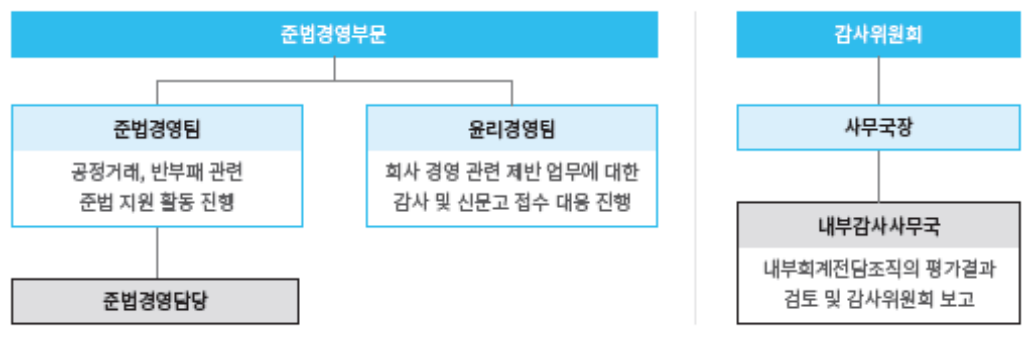 준법경영부문
준법경영팀
공정거래, 반부패 관련
준법 지원 활동 진행
준법경영담당
윤리경영팀
회사 경영 관련 제반 업무에 대한
감사 및 신문고 접수 대응 진행
감사위원회
사무국장
내부감사사무국
내부회계전담조직의 평가결과
검토 및 감사위원회 보고